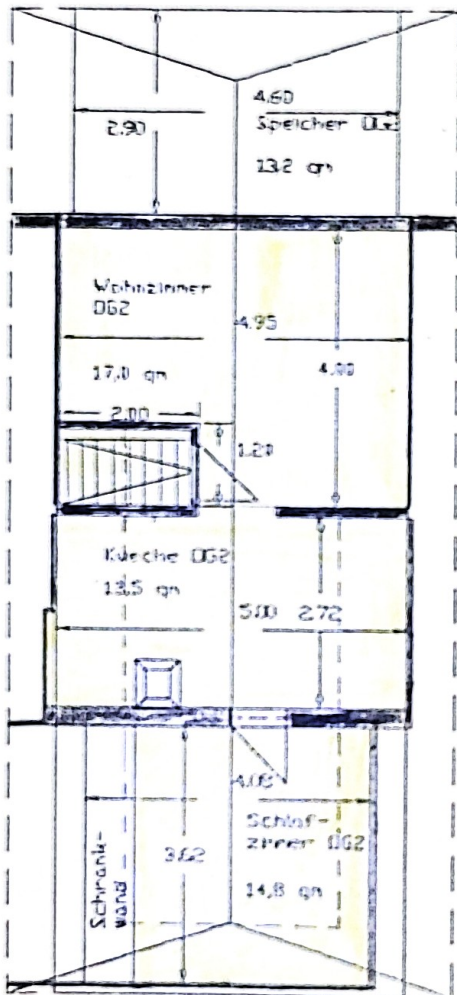 4.60
2.90
Speicher DG2
13.2 qm
Wohnzimmer
DG2
4.95
17.0 qm
4.00
2.00
1.20
Kueche DG2
13.5 qm
5.00 2.72
4.08
Schlaf-
zimmer DG2
3.62
Schrank-
wand
14.8 qm